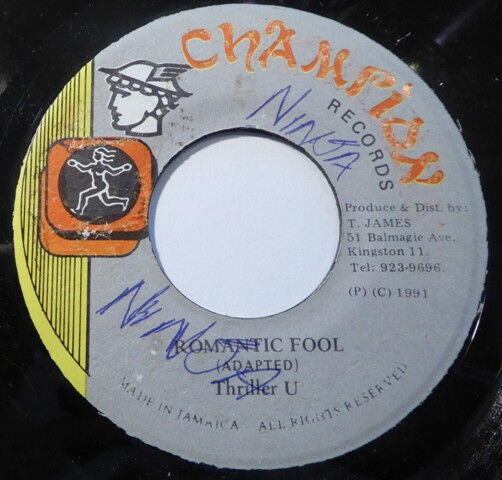 CHAMPION
RECORDS
NINJA
Produce & Dist. by:
T. JAMES
51 Balmagie Ave.
Kingston 11.
Tel: 923-9696.
(P) (C) 1991
ROMANTIC FOOL
(ADAPTED)
Thriller U
MADE IN JAMAICA ALL RIGHTS RESERVED